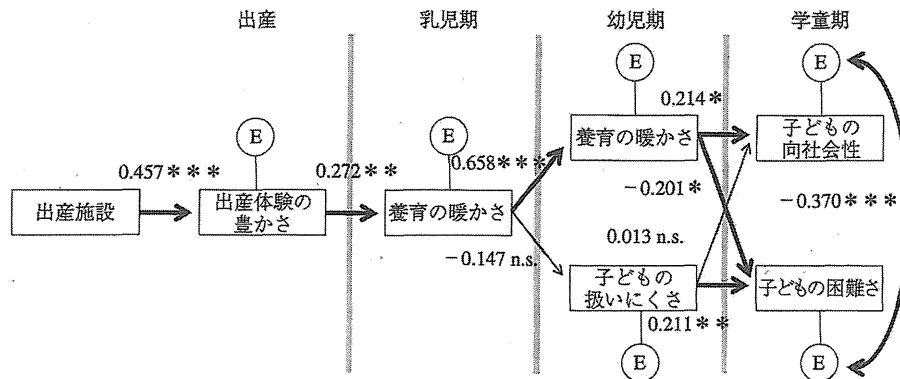 出産 乳児期 幼児期 学童期
E E
0.214*
E E
養育の暖かさ
子どもの
向社会性
0.457*** 0.272** 0.658***
-0.201* -0.370***
出産施設
出産体験の
豊かさ
養育の暖かさ
0.013 n.s.
-0.147 n.s.
子どもの
扱いにくさ
子どもの困難さ
0.211**
E E